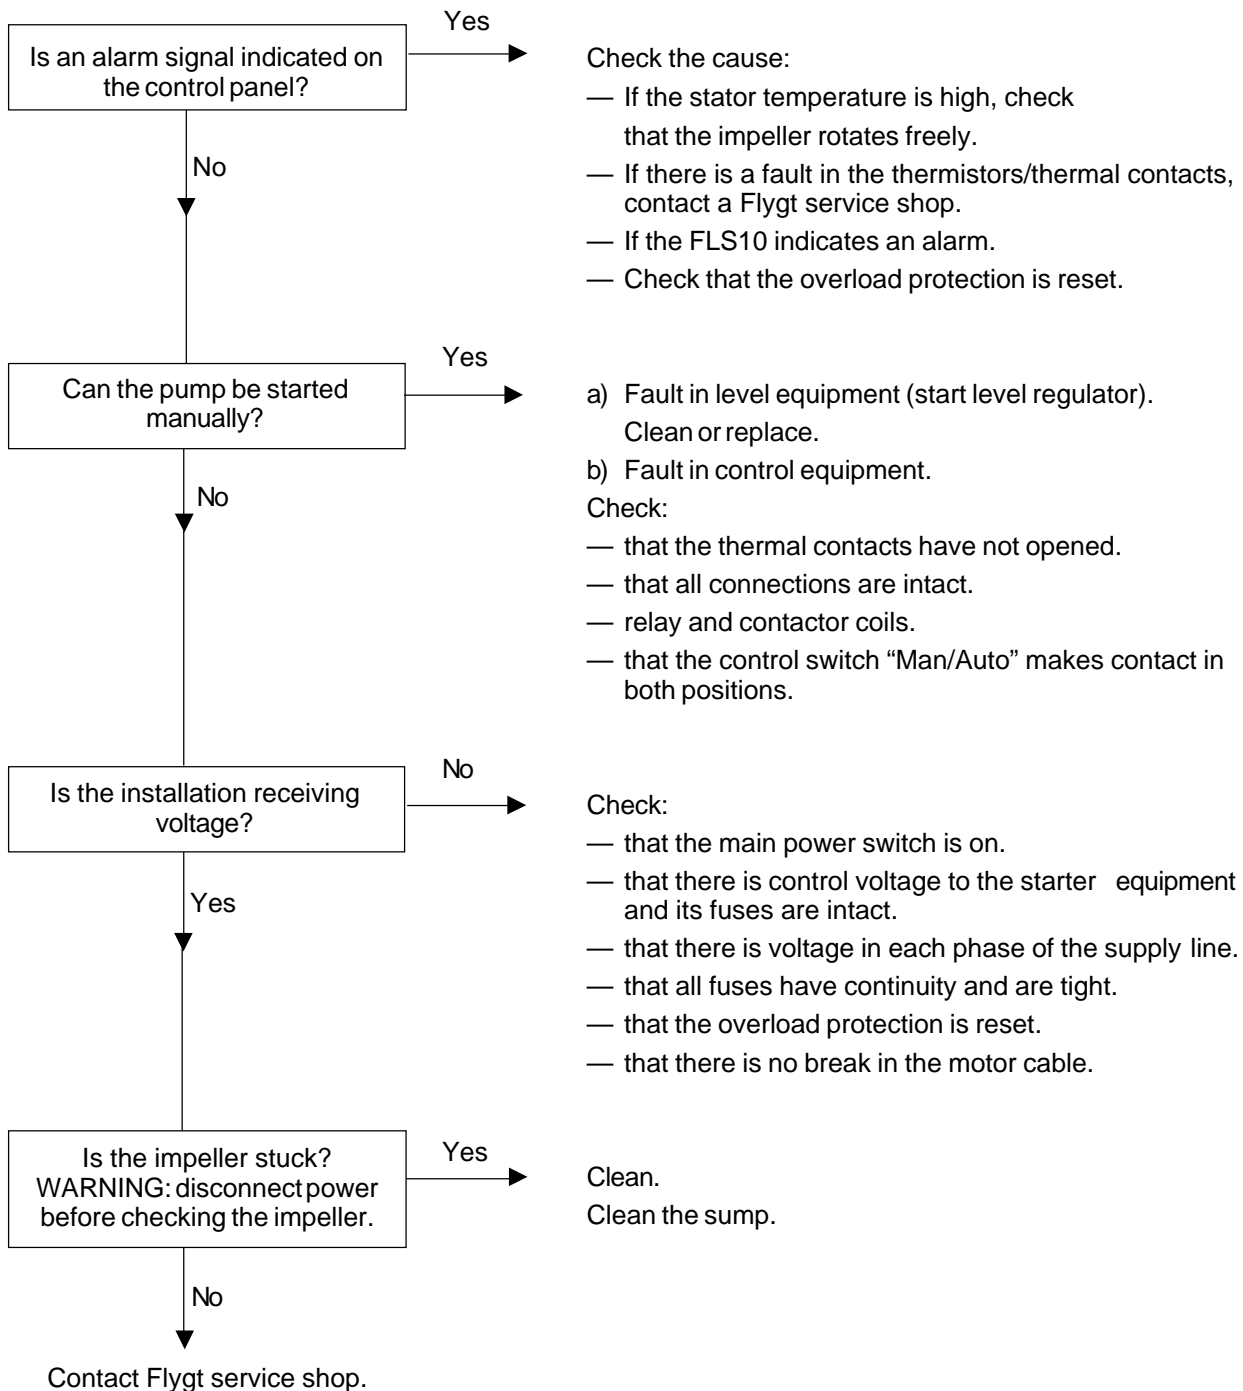 Yes
Is an alarm signal indicated on
the control panel?
Check the cause:
— If the stator temperature is high, check
that the impeller rotates freely.
— If there is a fault in the thermistors/thermal contacts,
contact a Flygt service shop.
— If the FLS10 indicates an alarm.
— Check that the overload protection is reset.
No
Yes
Can the pump be started
manually?
a) Fault in level equipment (start level regulator).
Clean or replace.
b) Fault in control equipment.
Check:
— that the thermal contacts have not opened.
— that all connections are intact.
— relay and contactor coils.
— that the control switch “Man/Auto” makes contact in
both positions.
No
No
Is the installation receiving
voltage?
Check:
— that the main power switch is on.
— that there is control voltage to the starter equipment
and its fuses are intact.
— that there is voltage in each phase of the supply line.
— that all fuses have continuity and are tight.
— that the overload protection is reset.
— that there is no break in the motor cable.
Yes
Yes
Is the impeller stuck?
WARNING: disconnect power
before checking the impeller.
Clean.
Clean the sump.
No
Contact Flygt service shop.